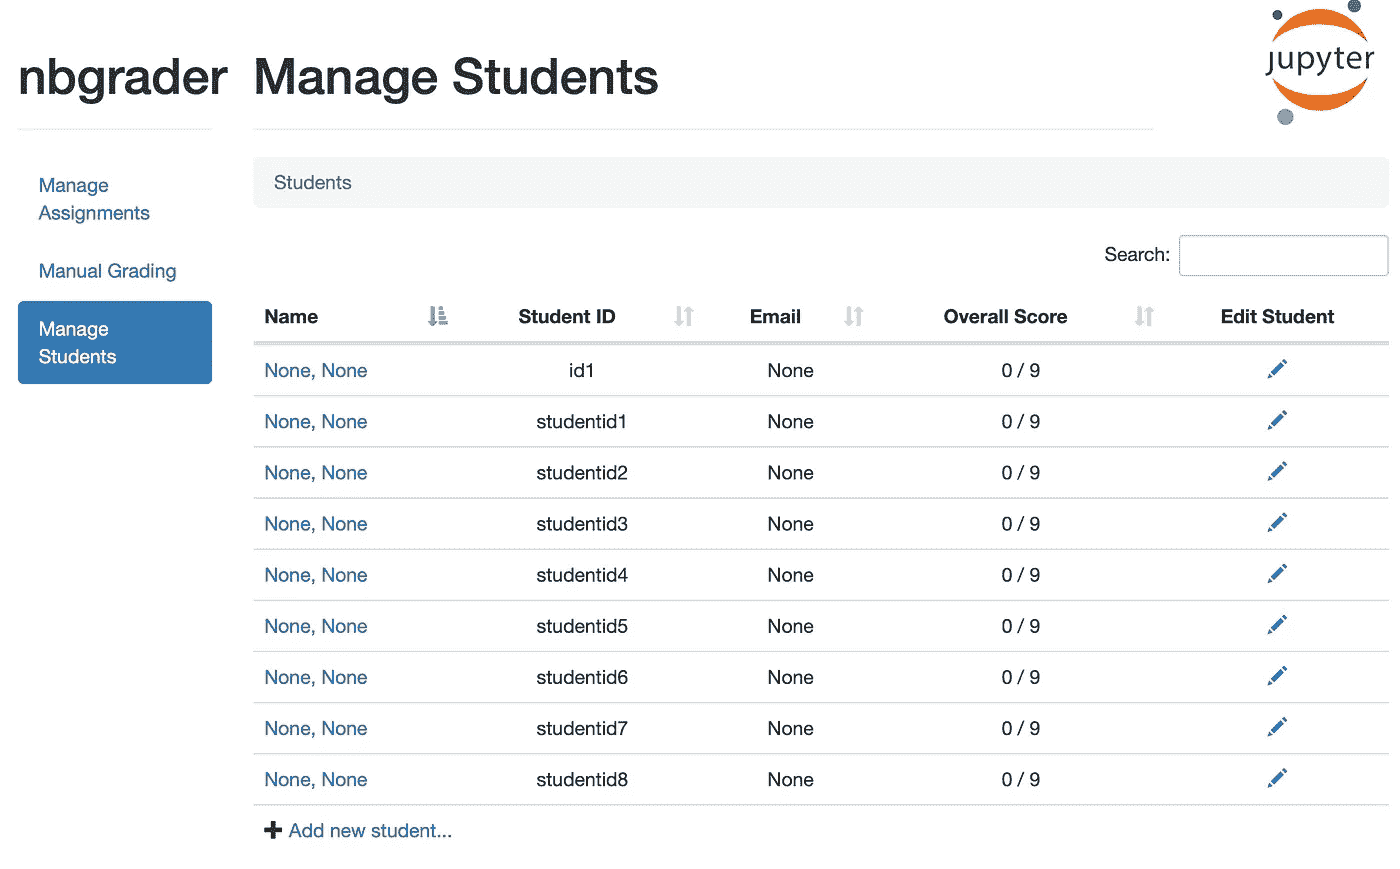 nbgrader
Manage Students
jupyter
Manage
Assignments
Manual Grading
Manage
Students
Students
Search:
Name Student ID Email Overall Score Edit Student
None, None id1 None 0 / 9
None, None studentid1 None 0 / 9
None, None studentid2 None 0 / 9
None, None studentid3 None 0 / 9
None, None studentid4 None 0 / 9
None, None studentid5 None 0 / 9
None, None studentid6 None 0 / 9
None, None studentid7 None 0 / 9
None, None studentid8 None 0 / 9
Add new student...